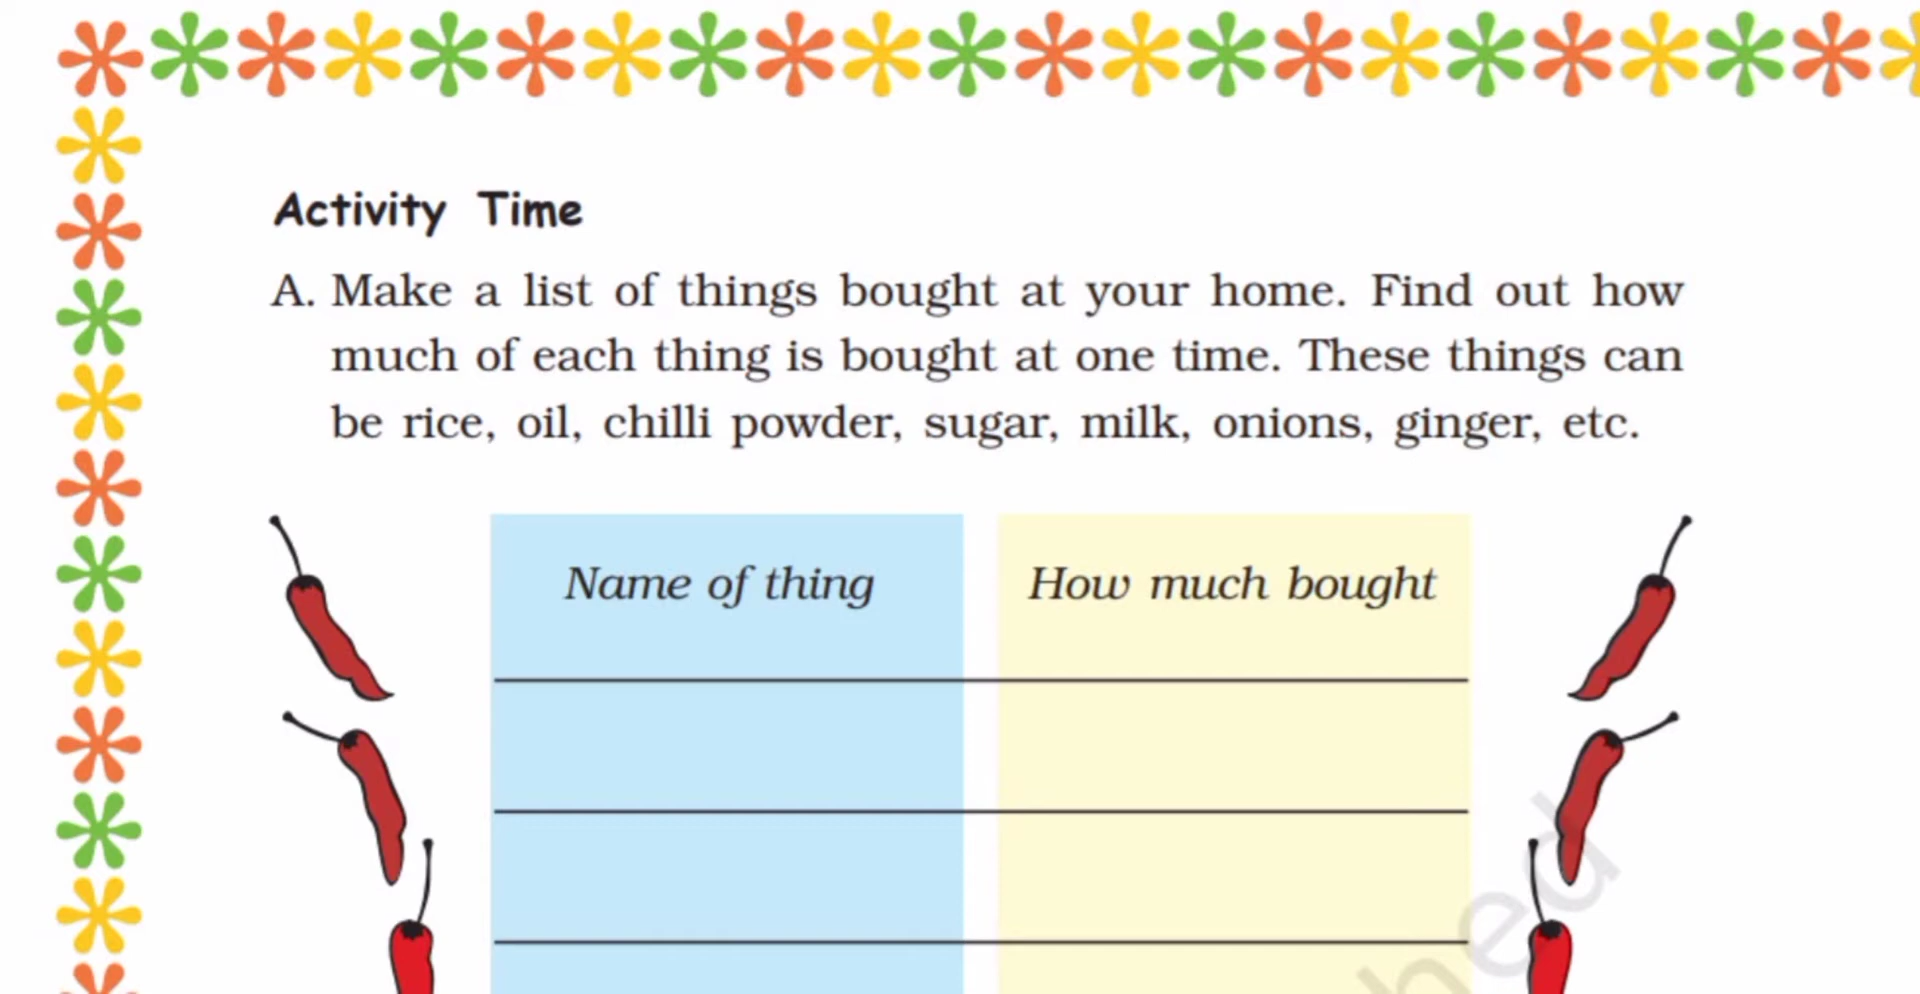 Activity Time
A. Make a list of things bought at your home. Find out how
much of each thing is bought at one time. These things can
be rice, oil, chilli powder, sugar, milk, onions, ginger, etc.
Name of thing
How much bought
hed